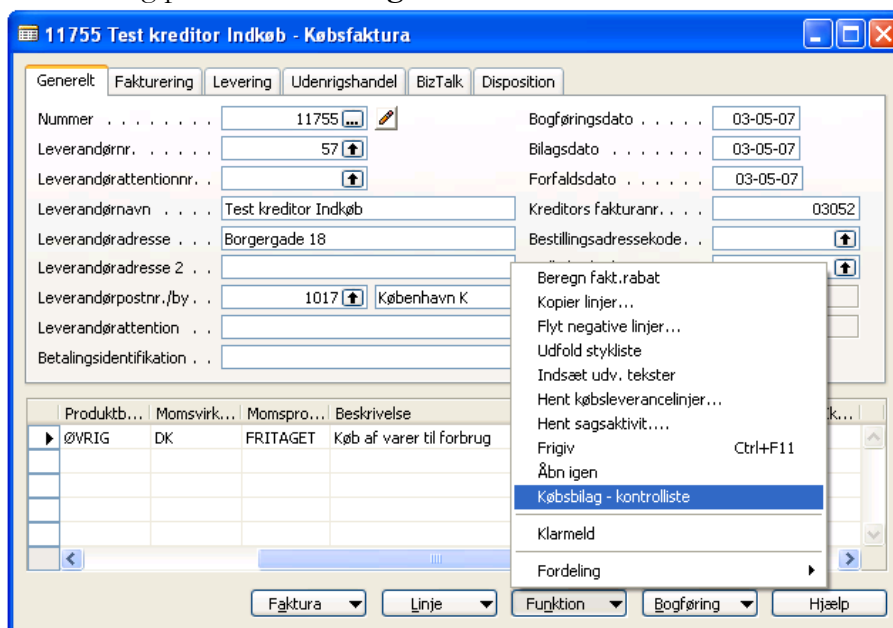 11755 Test kreditor Indkøb - Købsfaktura
Generelt Fakturering Levering Udenrigshandel BizTalk Disposition
Nummer . . . . . . . . 11755 ... Bogføringsdato . . . . . 03-05-07
Leverandørnr. . . . . . 57 Bilagsdato . . . . . . . 03-05-07
Leverandørattentionnr. . Forfaldsdato . . . . . . 03-05-07
Leverandørnavn . . . . Test kreditor Indkøb Kreditors fakturanr. . . . 03052
Leverandøradresse . . . Borgergade 18 Bestillingsadressekode. .
Leverandøradresse 2 . .
Leverandørpostnr./by . . 1017 København K
Leverandørattention . .
Betalingsidentifikation . .
Beregn fakt.rabat
Kopier linjer...
Flyt negative linjer...
Udfold stykliste
Indsæt udv. tekster
Hent købsleverancelinjer...
Hent sagsaktivit....
Frigiv Ctrl+F11
Åbn igen
Købsbilag - kontrolliste
Klarmeld
Fordeling
Produktb... Momsvirk... Momspro... Beskrivelse
ØVRIG DK FRITAGET Køb af varer til forbrug
Faktura Linje Funktion Bogføring Hjælp